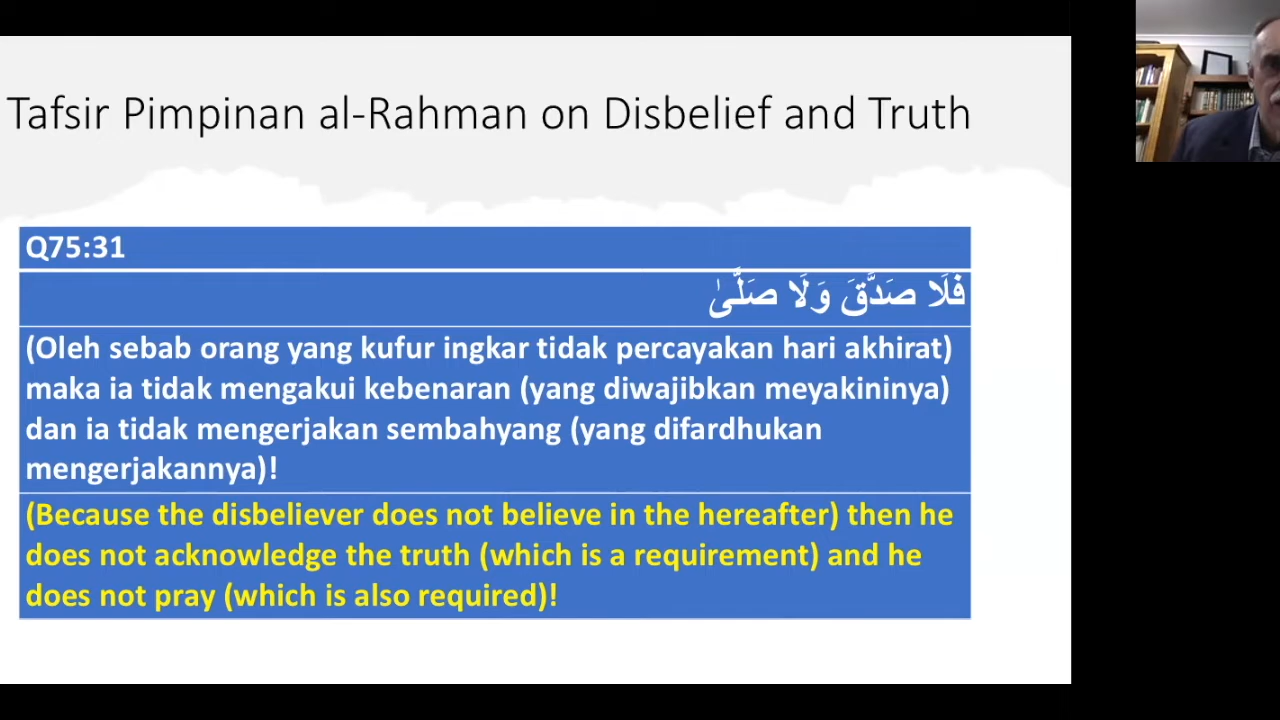 Tafsir Pimpinan al-Rahman on Disbelief and Truth
Q75:31
فَلَا صَدَّقَ وَلَا صَلَّىٰ
(Oleh sebab orang yang kufur ingkar tidak percayakan hari akhirat)
maka ia tidak mengakui kebenaran (yang diwajibkan meyakininya)
dan ia tidak mengerjakan sembahyang (yang difardhukan
mengerjakannya)!
(Because the disbeliever does not believe in the hereafter) then he
does not acknowledge the truth (which is a requirement) and he
does not pray (which is also required)!